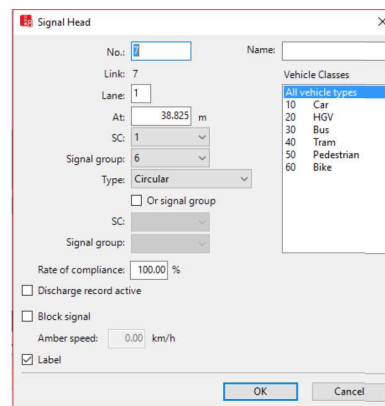 Signal Head
No.: 7 Name:
Link: 7 Vehicle Classes
Lane: 1 All vehicle types
10 Car
At: 38.825 m 20 HGV
30 Bus
SC: 1 40 Tram
50 Pedestrian
Signal group: 6 60 Bike
Type: Circular
Or signal group
SC:
Signal group:
Rate of compliance: 100.00 %
Discharge record active
Block signal
Amber speed: 0.00 km/h
Label
OK Cancel